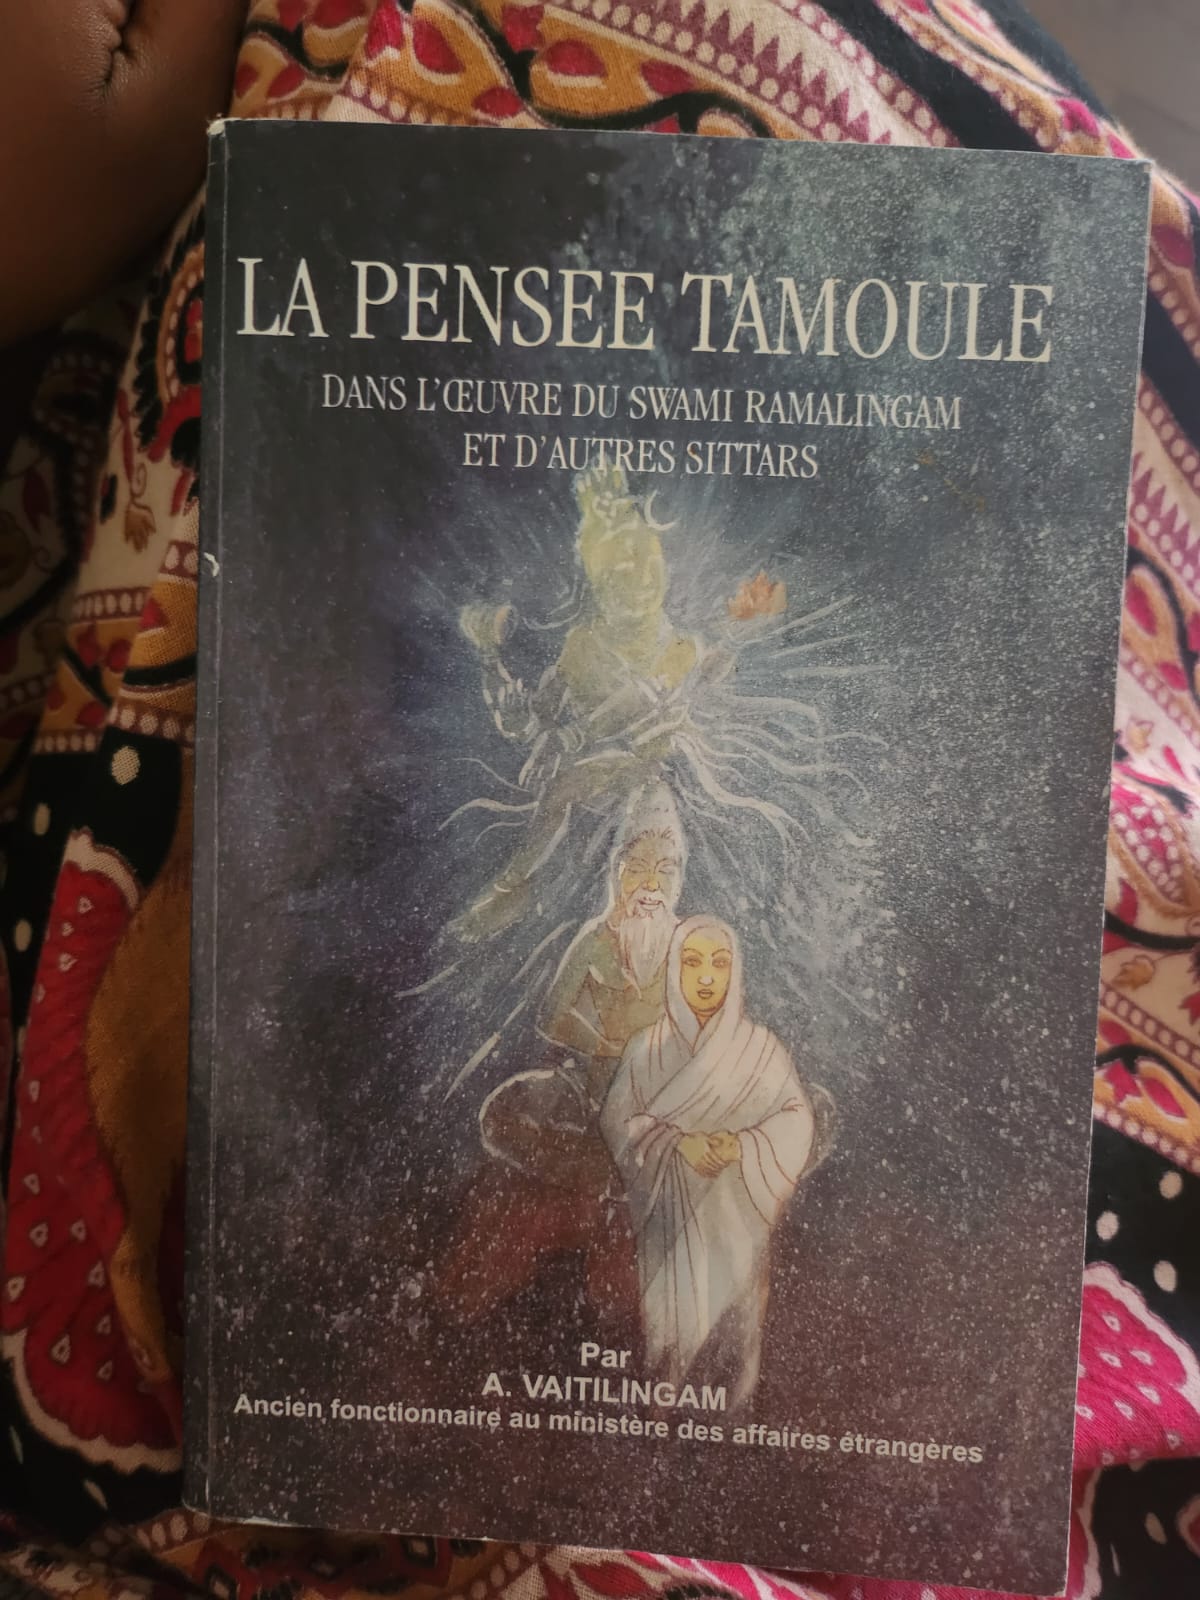 LA PENSEE TAMOULE
DANS L'ŒUVRE DU SWAMI RAMALINGAM
ET D'AUTRES SITTARS
Par
A. VAITILINGAM
Ancien fonctionnaire au ministère des affaires étrangères